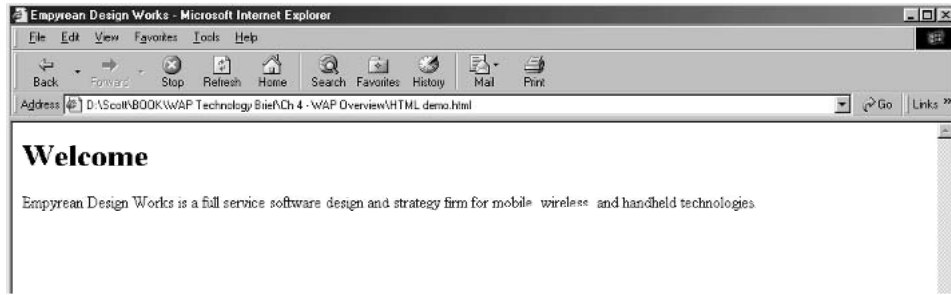 Empyrean Design Works - Microsoft Internet Explorer
File Edit View Favorites Tools Help
Back Forward Stop Refresh Home Search Favorites History Mail Print
Address D:\Scott\BOOK\WAP Technology Brief\Ch 4 - WAP Overview\HTML demo.html Go Links »
Welcome
Empyrean Design Works is a full service software design and strategy firm for mobile, wireless, and handheld technologies